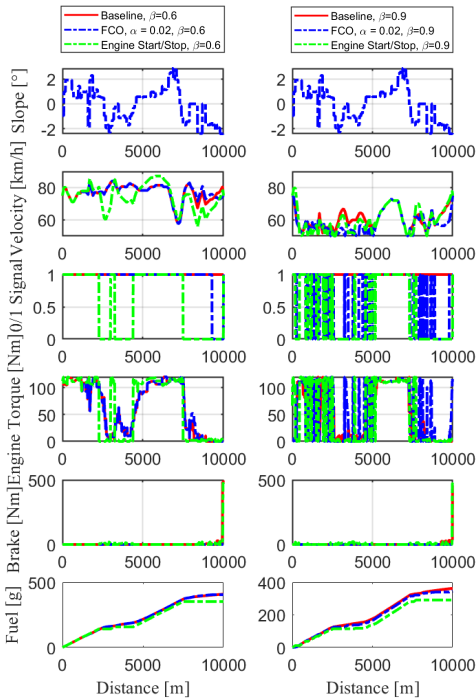 Baseline, β=0.6
FCO, α = 0.02, β=0.6
Engine Start/Stop, β=0.6
Baseline, β=0.9
FCO, α = 0.02, β=0.9
Engine Start/Stop, β=0.9
Slope [°]
2
0
-2
0 5000 10000
2
0
-2
0 5000 10000
Velocity [km/h]
80
60
0 5000 10000
80
60
0 5000 10000
0/1 Signal
1
0.5
0
0 5000 10000
1
0.5
0
0 5000 10000
Engine Torque [Nm]
100
50
0
0 5000 10000
100
50
0
0 5000 10000
Brake [Nm]
500
0
0 5000 10000
500
0
0 5000 10000
Fuel [g]
500
0
0 5000 10000
400
200
0
0 5000 10000
Distance [m]
Distance [m]